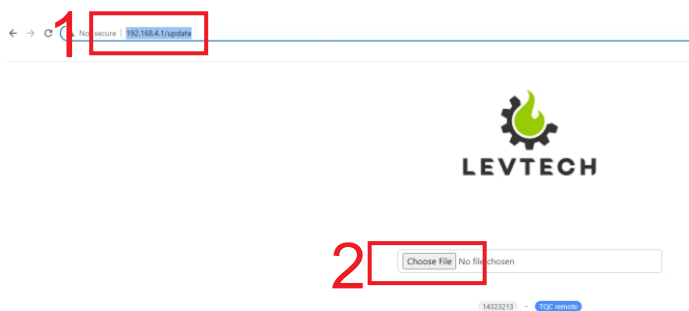 1
Not secure | 192.168.4.1/update
LEVTECH
2
Choose File No file chosen
14323213 - TQC remote